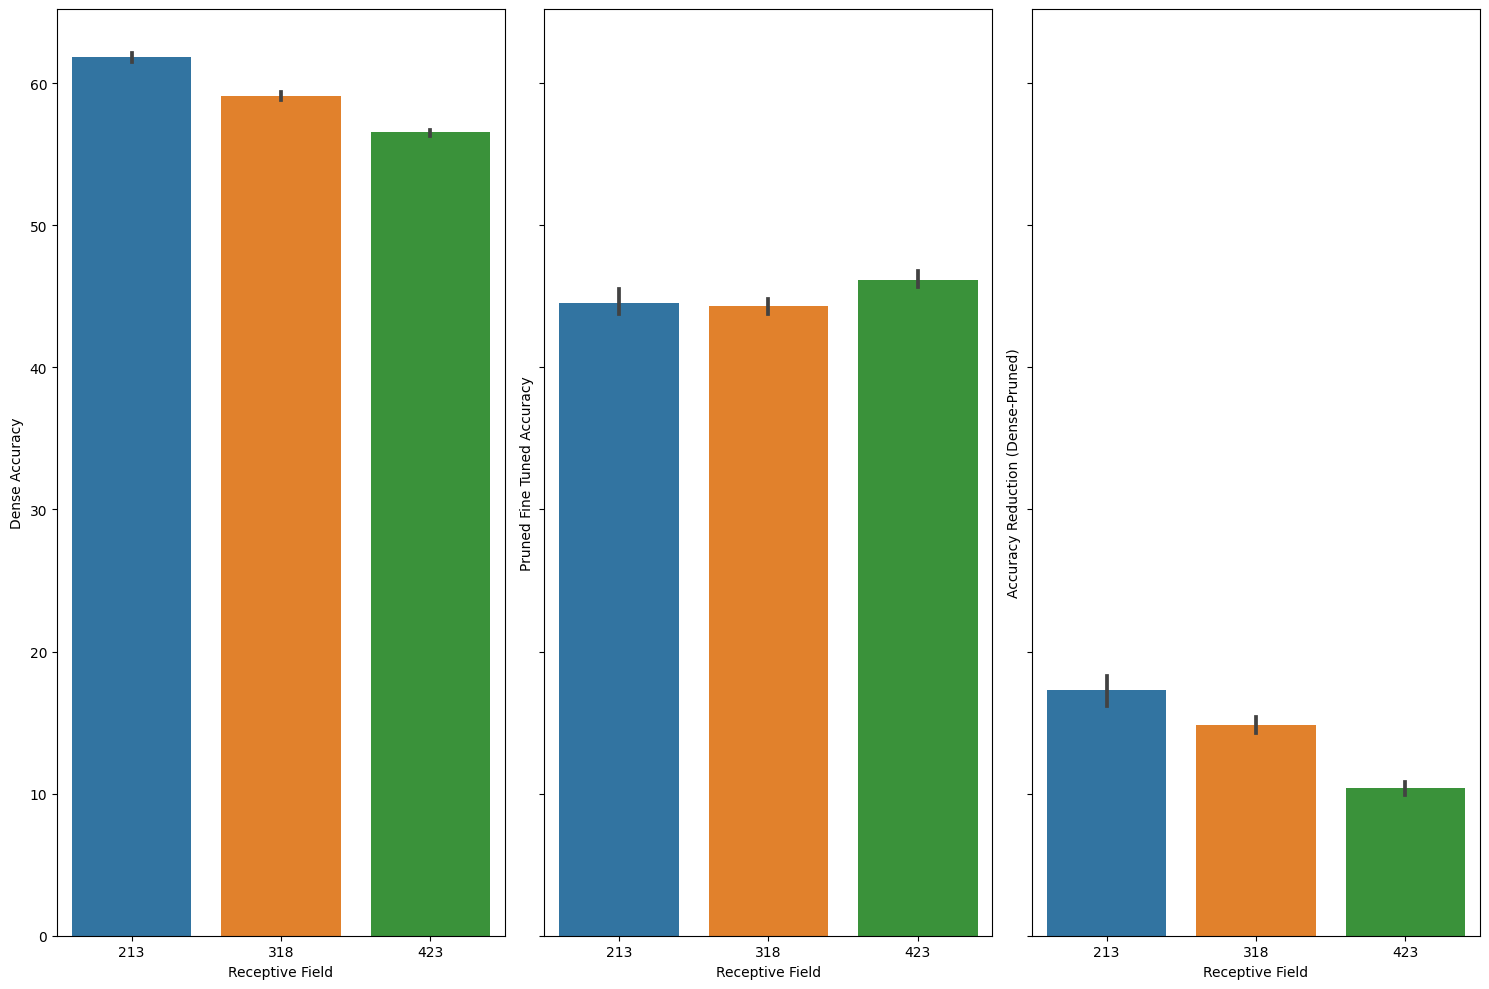 Dense Accuracy
60
50
40
30
20
10
0
213 318 423
Receptive Field
Pruned Fine Tuned Accuracy
213 318 423
Receptive Field
Accuracy Reduction (Dense-Pruned)
213 318 423
Receptive Field